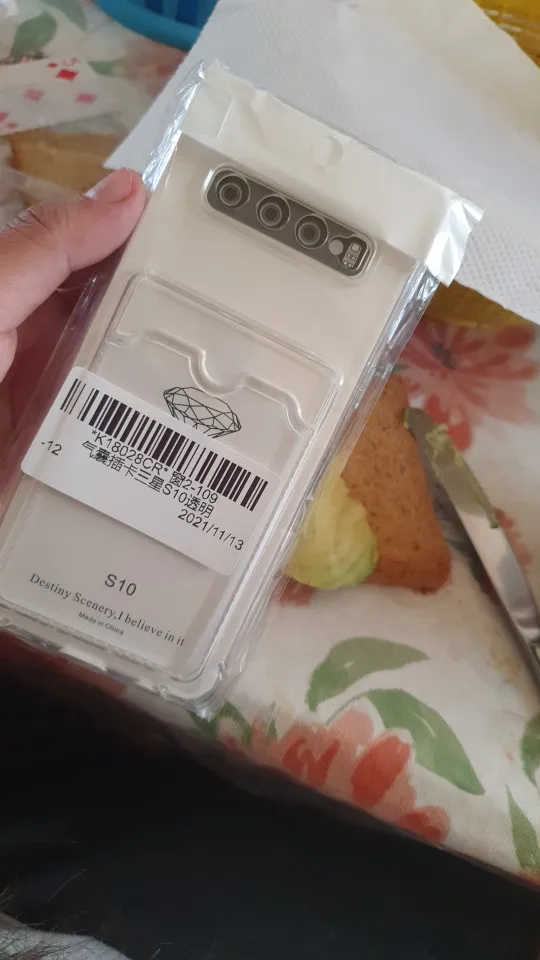 *K18028CR* 窗2-109
-12
气囊插卡三星S10透明
2021/11/13
S10
Destiny Scenery,I believe in it
Made in China